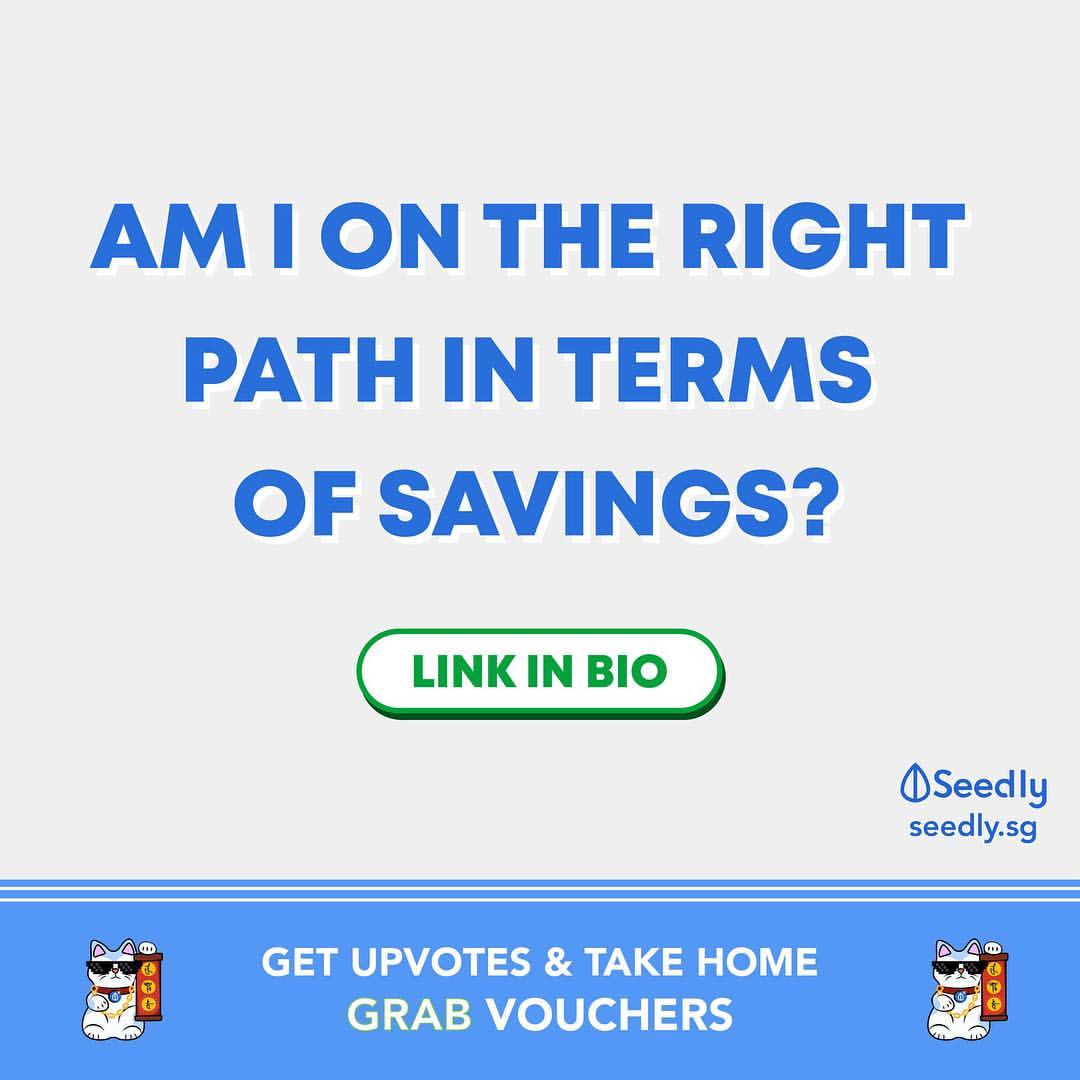 AM I ON THE RIGHT
PATH IN TERMS
OF SAVINGS?
LINK IN BIO
Seedly
seedly.sg
GET UPVOTES & TAKE HOME
GRAB VOUCHERS